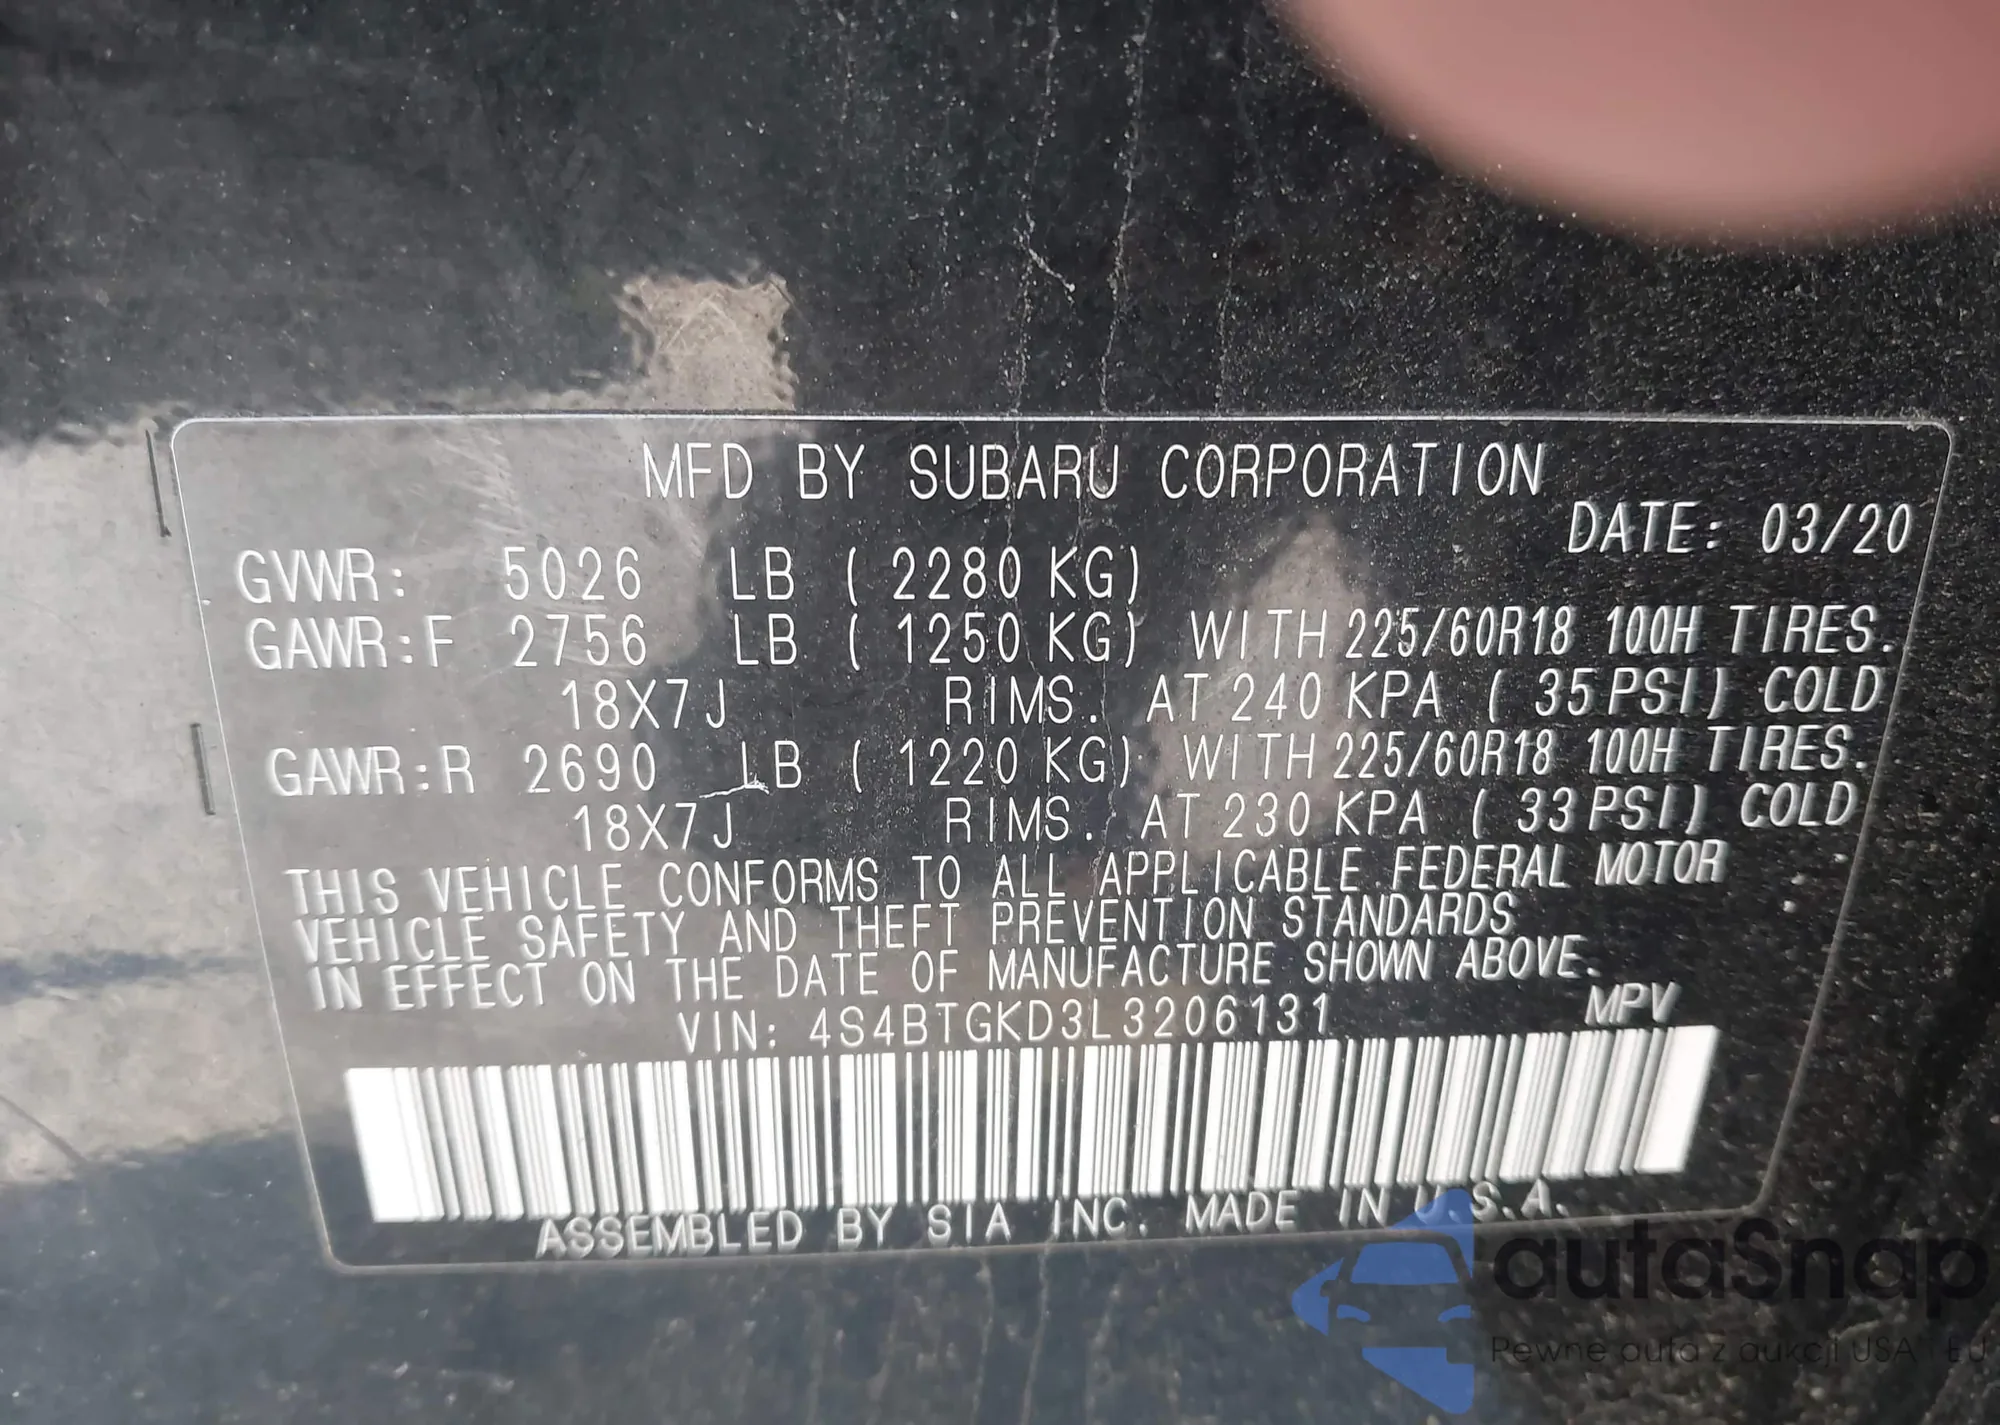 MFD BY SUBARU CORPORATION
DATE: 03/20
GVWR: 5026 LB ( 2280 KG)
GAWR:F 2756 LB ( 1250 KG) WITH 225/60R18 100H TIRES.
18X7J RIMS. AT 240 KPA ( 35 PSI) COLD
GAWR:R 2690 LB ( 1220 KG) WITH 225/60R18 100H TIRES.
18X7J RIMS. AT 230 KPA ( 33 PSI) COLD
THIS VEHICLE CONFORMS TO ALL APPLICABLE FEDERAL MOTOR
VEHICLE SAFETY AND THEFT PREVENTION STANDARDS
IN EFFECT ON THE DATE OF MANUFACTURE SHOWN ABOVE.
VIN: 4S4BTGKD3L3206131 MPV
ASSEMBLED BY SIA INC. MADE IN U.S.A.
autaSnap
Pewne auta z aukcji USA i EU